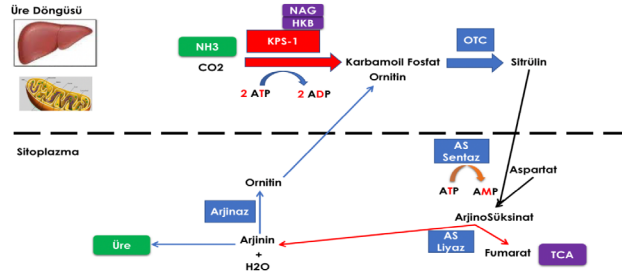 Üre Döngüsü
NAG
HKB
NH3
KPS-1
OTC
CO2
Karbamoil Fosfat
Sitrülin
Ornitin
2 ATP
2 ADP
Sitoplazma
AS
Sentaz
Aspartat
Ornitin
ATP
AMP
Arjinaz
ArjinoSüksinat
Üre
Arjinin
+
H2O
AS
Liyaz
Fumarat
TCA